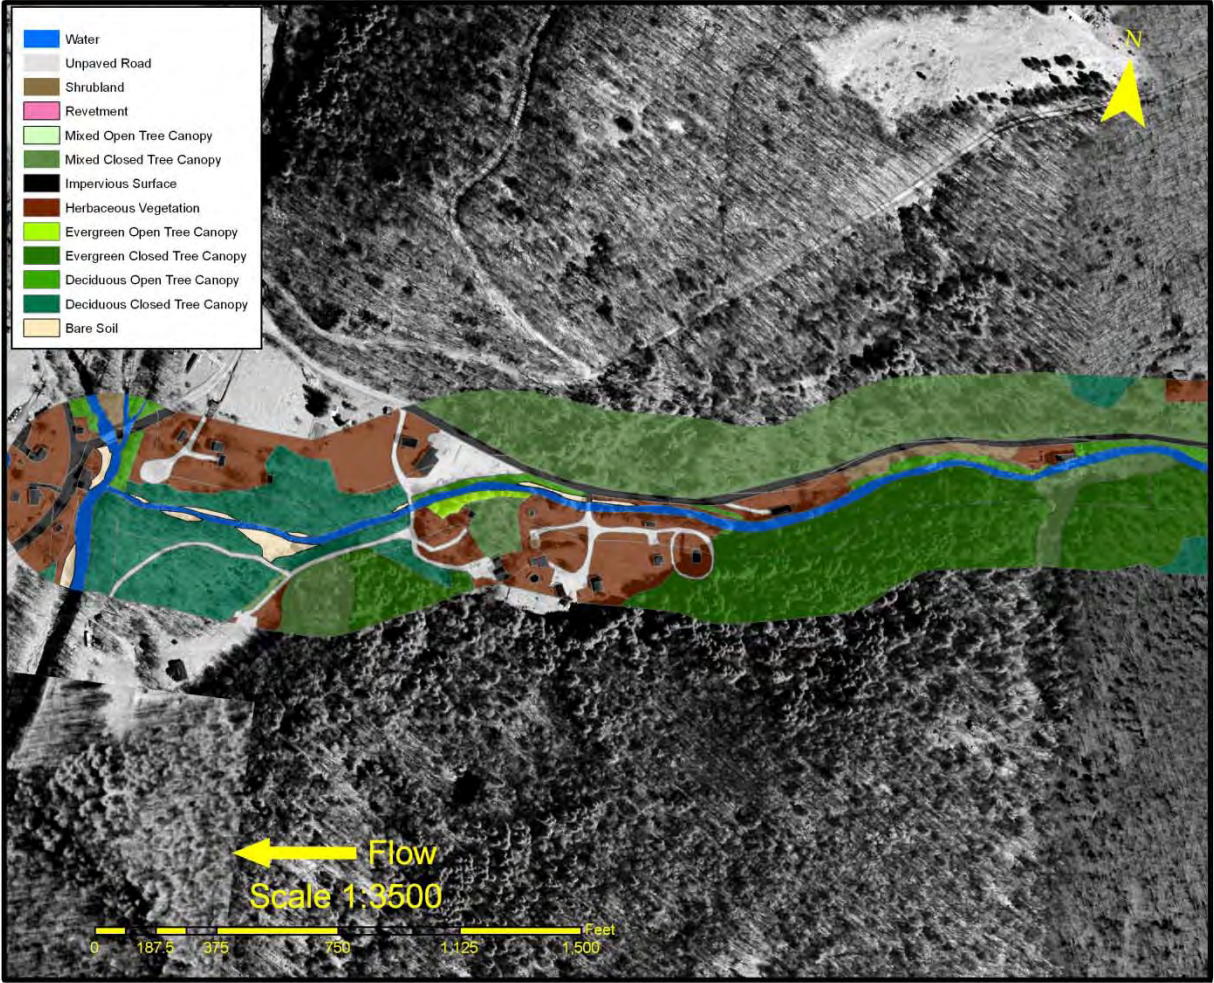 Water
Unpaved Road
Shrubland
Revetment
Mixed Open Tree Canopy
Mixed Closed Tree Canopy
Impervious Surface
Herbaceous Vegetation
Evergreen Open Tree Canopy
Evergreen Closed Tree Canopy
Deciduous Open Tree Canopy
Deciduous Closed Tree Canopy
Bare Soil
N
Flow
Scale 1:3500
Feet
0 187.5 375 750 1,125 1,500